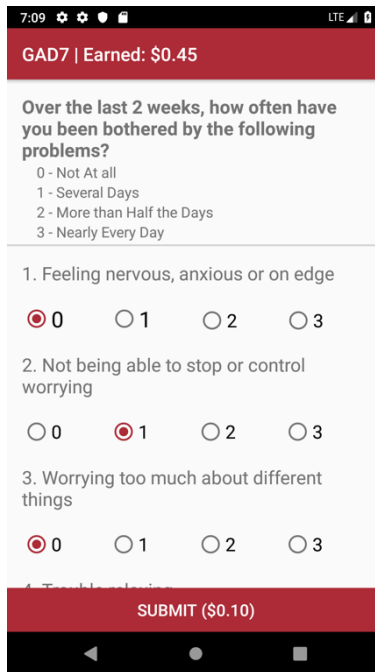 7:09
LTE
GAD7 | Earned: $0.45
Over the last 2 weeks, how often have
you been bothered by the following
problems?
0 - Not At all
1 - Several Days
2 - More than Half the Days
3 - Nearly Every Day
1. Feeling nervous, anxious or on edge
0 1 2 3
2. Not being able to stop or control
worrying
0 1 2 3
3. Worrying too much about different
things
0 1 2 3
SUBMIT ($0.10)